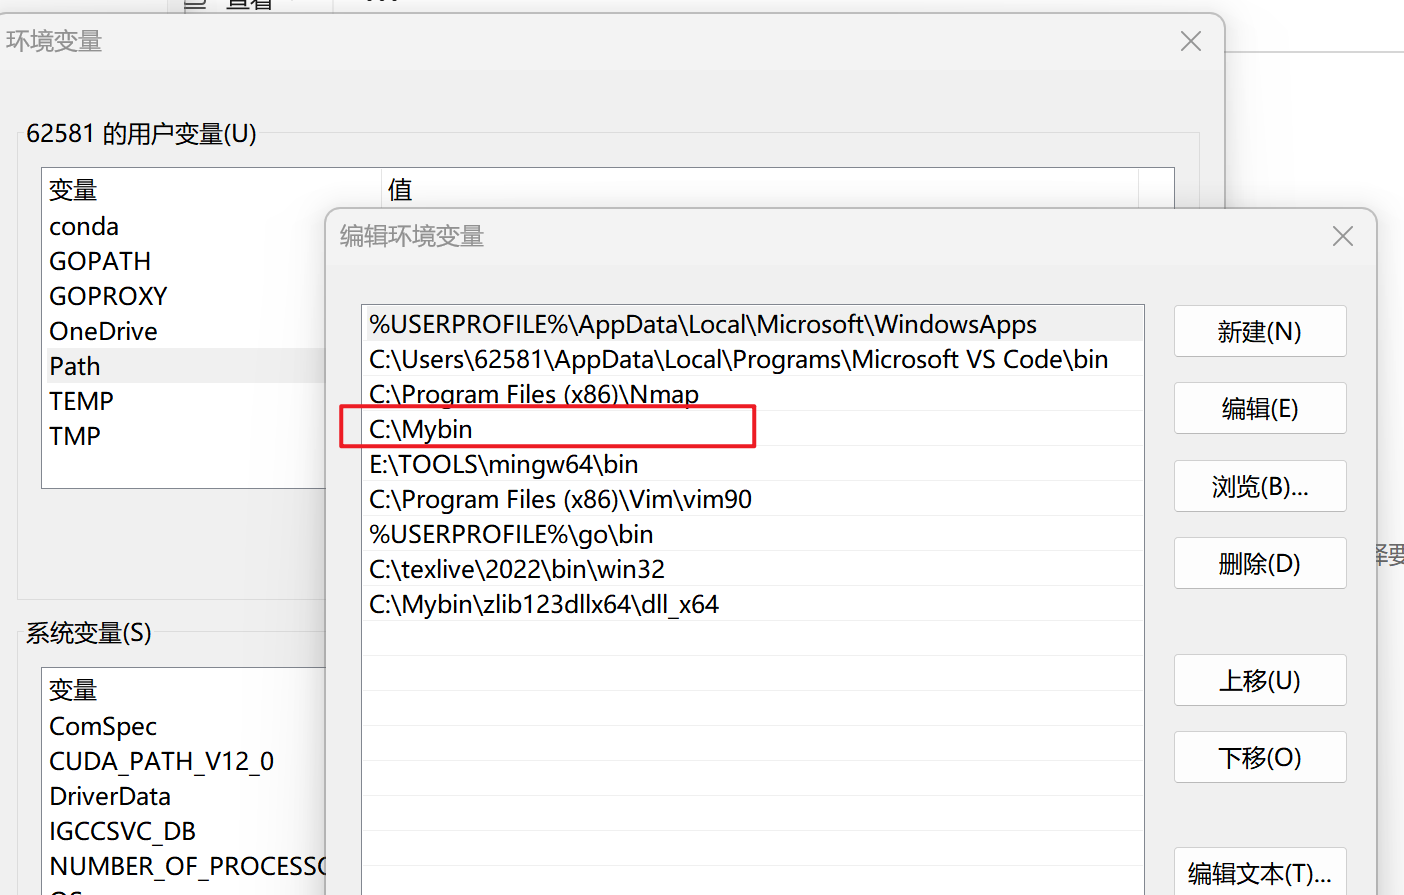 查看
环境变量
62581 的用户变量(U)
变量
值
conda
GOPATH
GOPROXY
OneDrive
Path
TEMP
TMP
编辑环境变量
%USERPROFILE%\AppData\Local\Microsoft\WindowsApps
C:\Users\62581\AppData\Local\Programs\Microsoft VS Code\bin
C:\Program Files (x86)\Nmap
C:\Mybin
E:\TOOLS\mingw64\bin
C:\Program Files (x86)\Vim\vim90
%USERPROFILE%\go\bin
C:\texlive\2022\bin\win32
C:\Mybin\zlib123dllx64\dll_x64
新建(N)
编辑(E)
浏览(B)...
删除(D)
上移(U)
下移(O)
编辑文本(T)...
系统变量(S)
变量
ComSpec
CUDA_PATH_V12_0
DriverData
IGCCSVC_DB
NUMBER_OF_PROCESSO